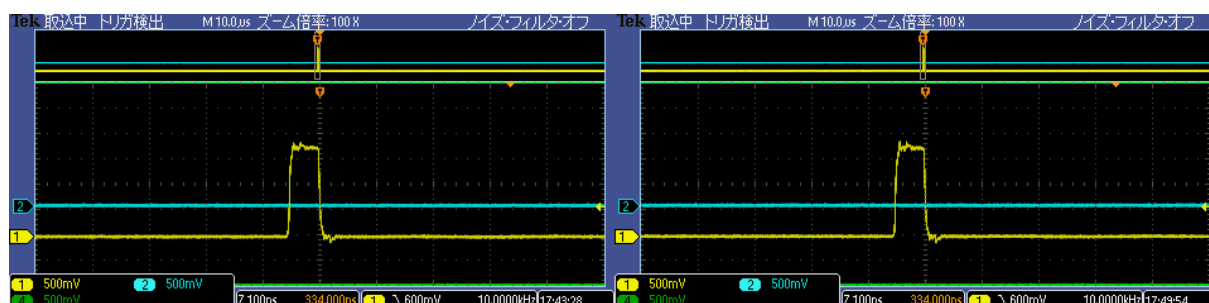 Tek 取込中 トリガ検出 M 10.0µs ズーム倍率:100 X ノイズ・フィルタ・オフ
T
T
2
1
1 500mV 2 500mV
4 500mV 7.100ns 334.000ns 1 \ 600mV 10.0000kHz 17:43:28
Tek 取込中 トリガ検出 M 10.0µs ズーム倍率:100 X ノイズ・フィルタ・オフ
T
T
2
1
1 500mV 2 500mV
4 500mV 7.100ns 334.000ns 1 \ 600mV 10.0000kHz 17:49:54